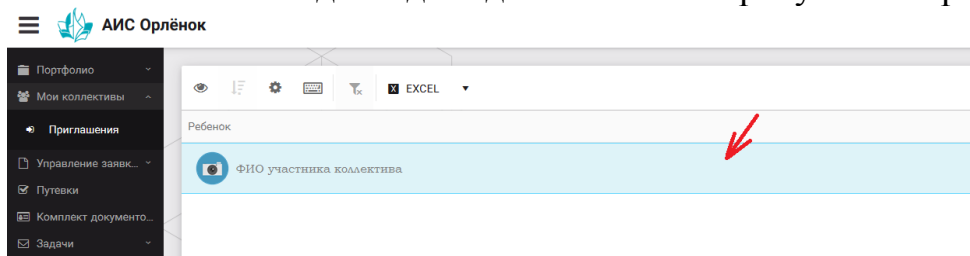 АИС Орлёнок
Портфолио
Мои коллективы
Приглашения
Управление заявк...
Путевки
Комплект документо...
Задачи
EXCEL
Ребенок
ФИО участника коллектива